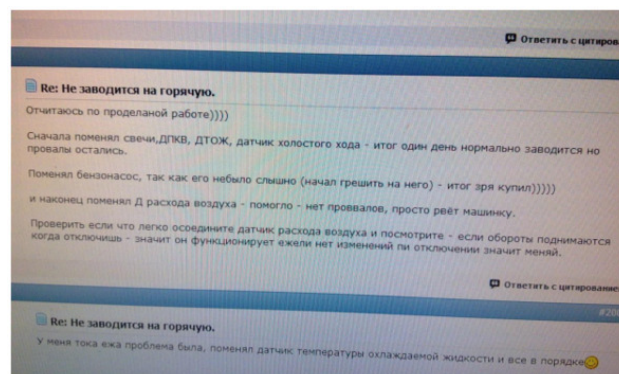 Ответить с цитиров
Re: Не заводится на горячую.
Отчитаюсь по проделаной работе))))
Сначала поменял свечи,ДПКВ, ДТОЖ, датчик холостого хода - итог один день нормально заводится но
провалы остались.
Поменял бензонасос, так как его небыло слышно (начал грешить на него) - итог зря купил)))))
и наконец поменял Д расхода воздуха - помогло - нет проввалов, просто рвёт машинку.
Проверить если что легко осоедините датчик расхода воздуха и посмотрите - если обороты поднимаются
когда отключишь - значит он функционирует ежели нет изменений пи отключении значит меняй.
Ответить с цитирование
#200
Re: Не заводится на горячую.
У меня тока ежа проблема была, поменял датчик температуры охлаждаемой жидкости и все в порядке